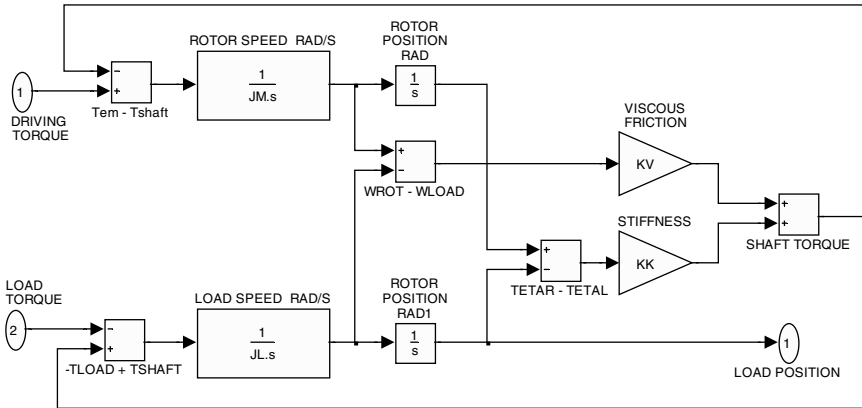 ROTOR SPEED RAD/S
1
JM.s
ROTOR
POSITION
RAD
1
s
−
+
Tem - Tshaft
1
DRIVING
TORQUE
+
−
WROT - WLOAD
VISCOUS
FRICTION
KV
+
+
SHAFT TORQUE
STIFFNESS
KK
+
−
TETAR - TETAL
LOAD
TORQUE
2
−
+
-TLOAD + TSHAFT
LOAD SPEED RAD/S
1
JL.s
ROTOR
POSITION
RAD1
1
s
1
LOAD POSITION